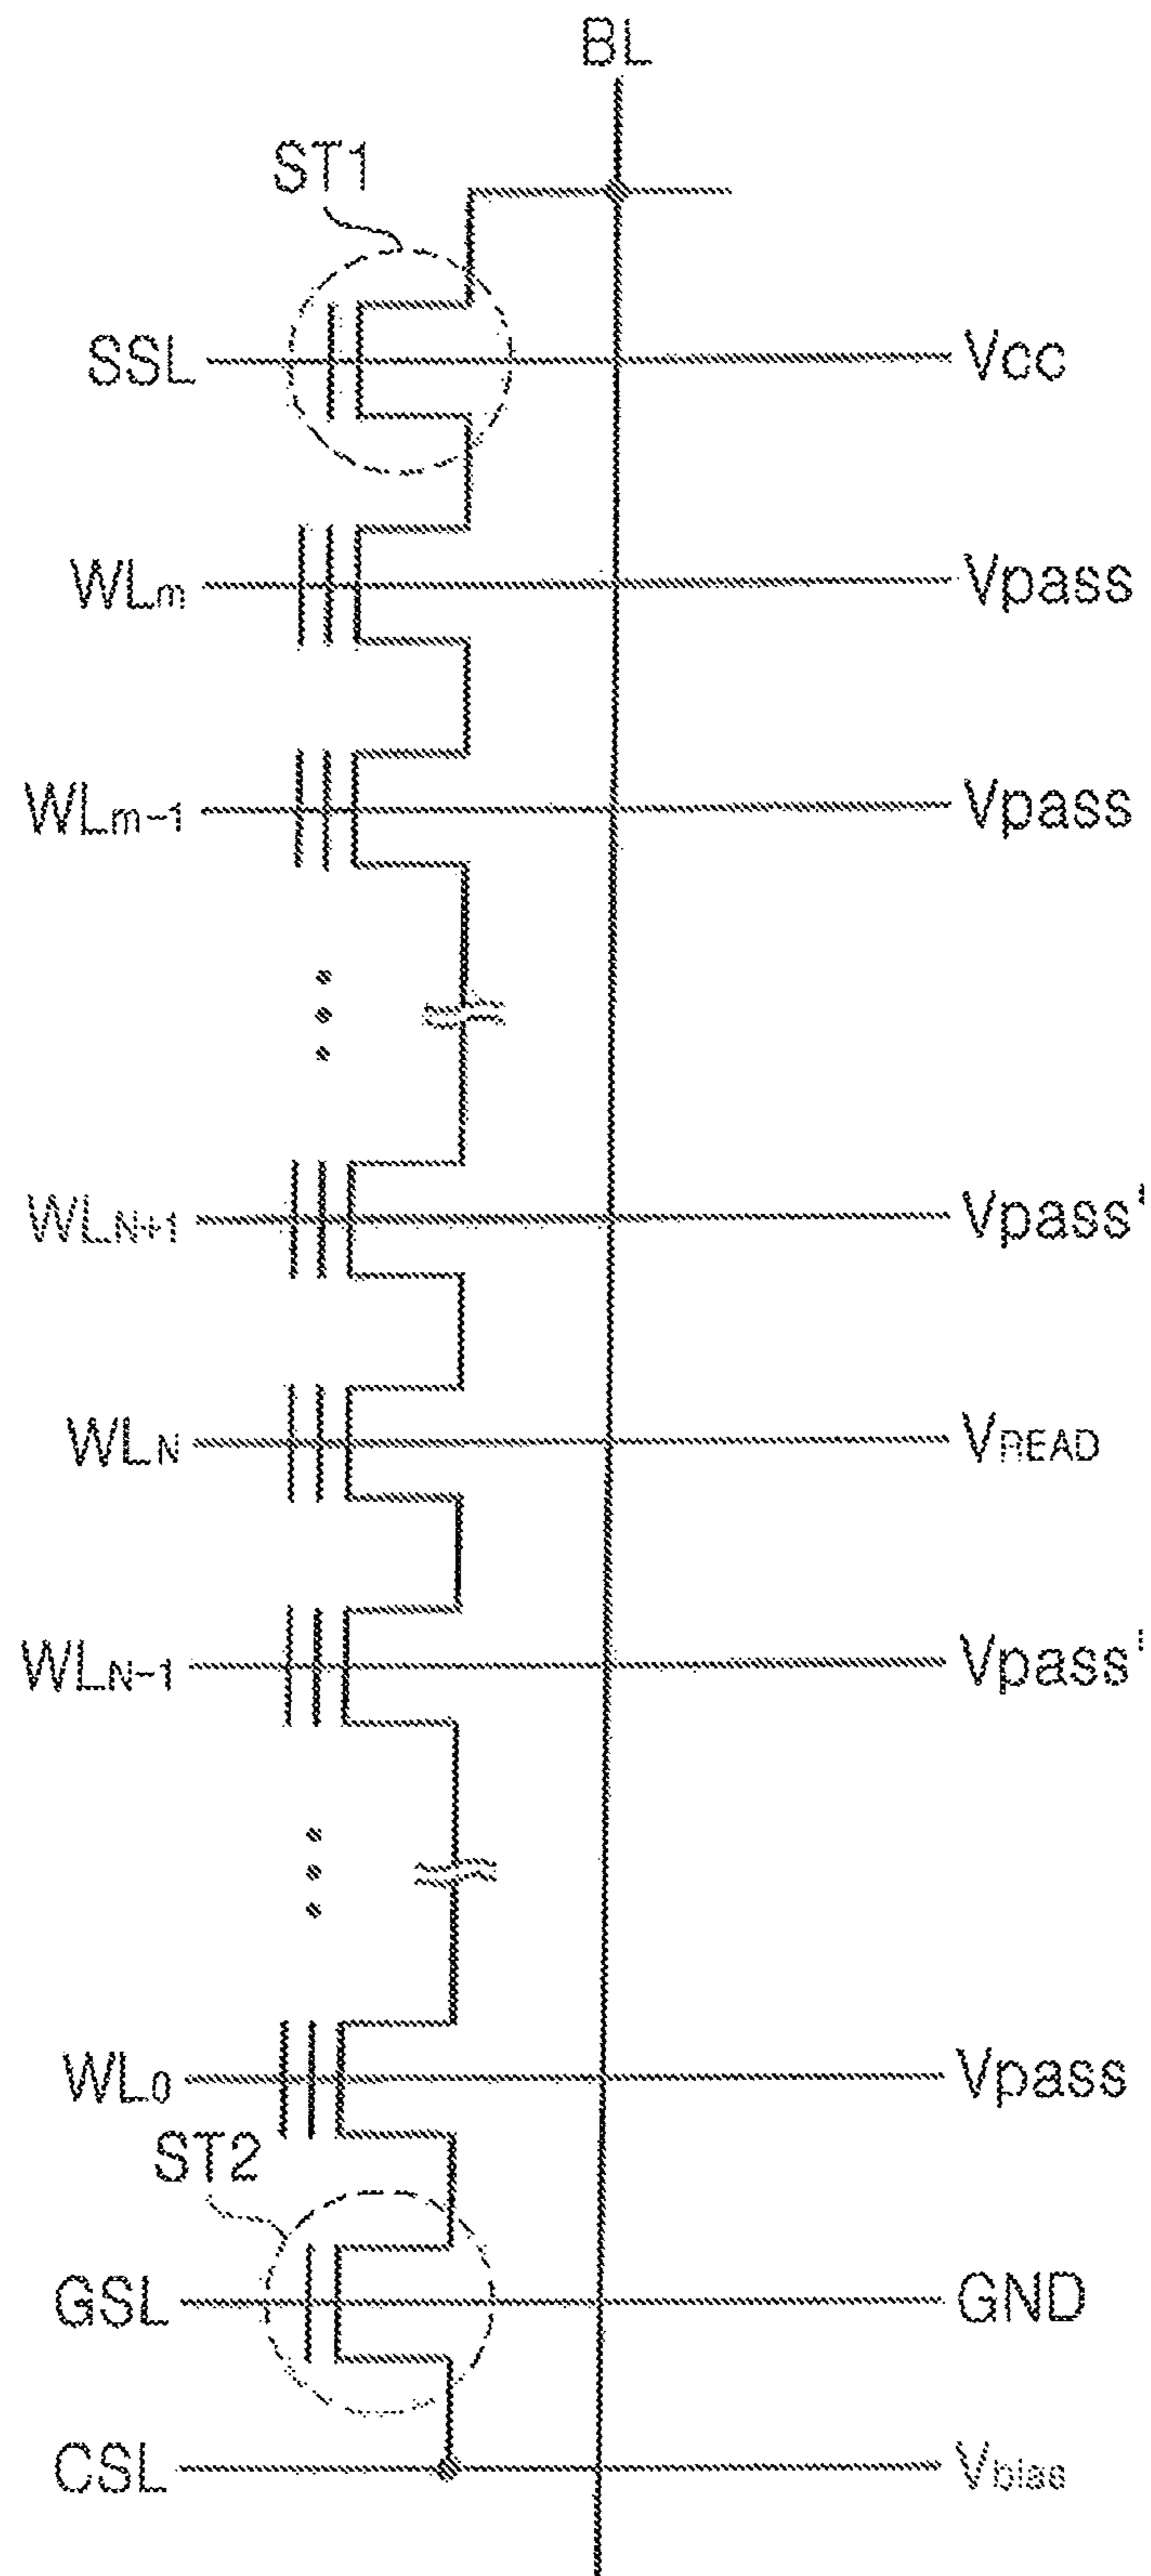 BL
ST1
SSL Vcc
WLm Vpass
WLm-1 Vpass
WLN+1 Vpass'
WLN VREAD
WLN-1 Vpass'
WL0 Vpass
ST2
GSL GND
CSL Vbias